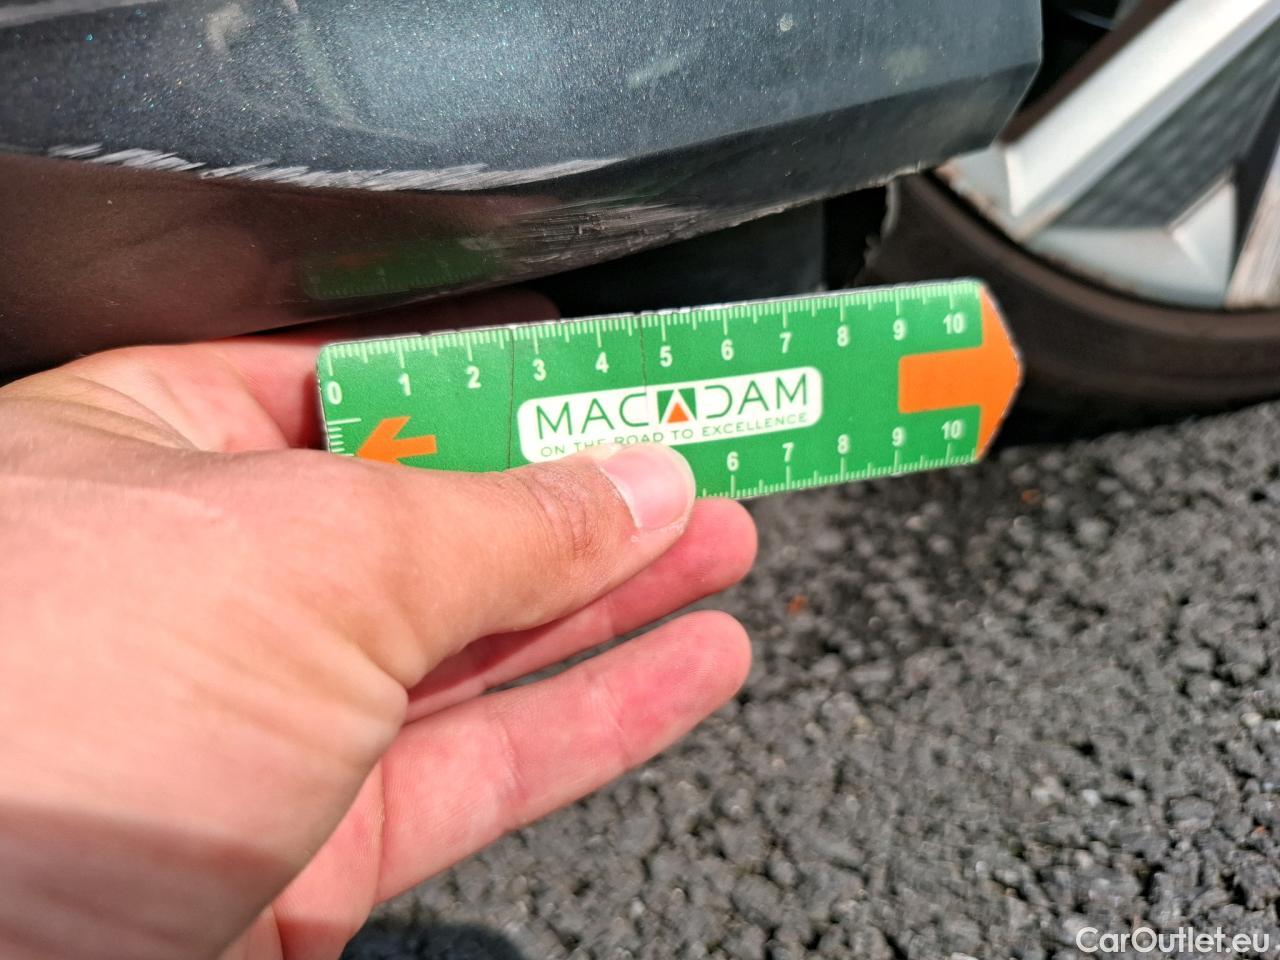 0 1 2 3 4 5 6 7 8 9 10
MACADAM
ON THE ROAD TO EXCELLENCE
6 7 8 9 10
CarOutlet.eu